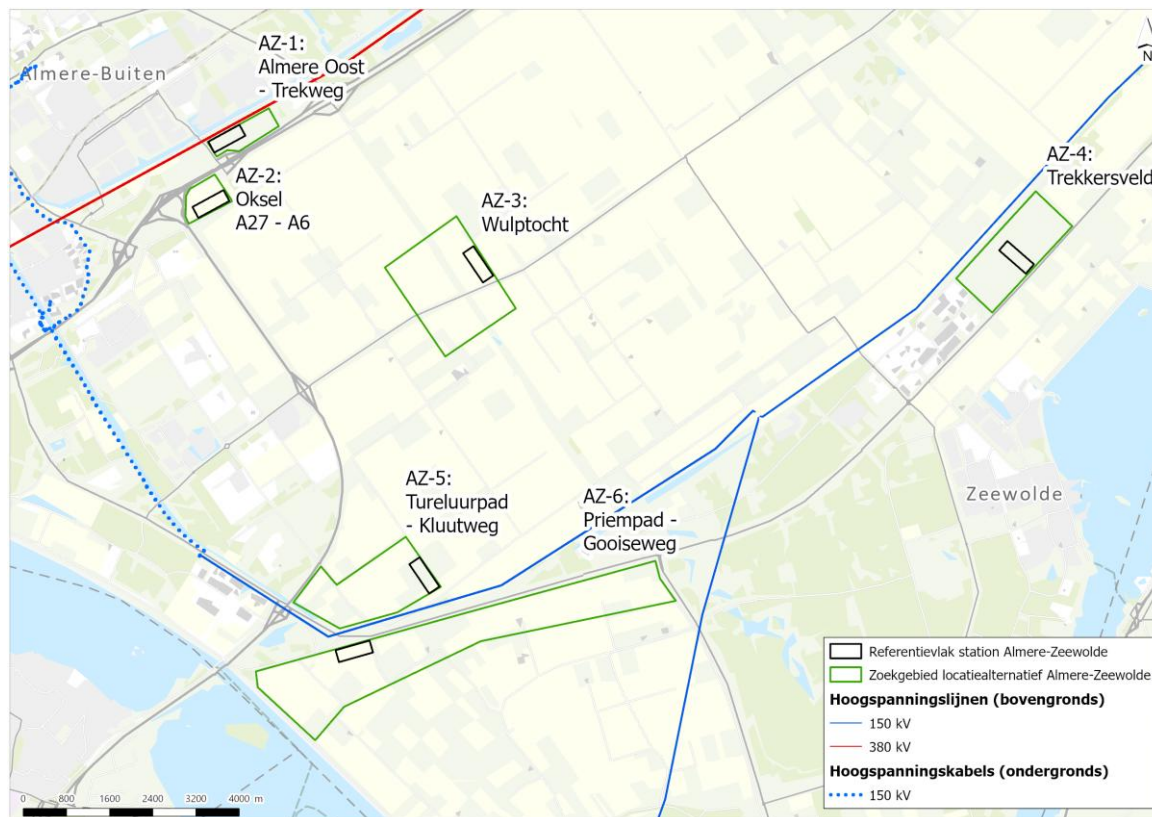 AZ-1:
Almere Oost
- Trekweg
Almere-Buiten
N
AZ-4:
Trekkersveld
AZ-2:
Oksel
A27 - A6
AZ-3:
Wulptocht
AZ-5:
Tureluurpad
- Kluutweg
AZ-6:
Priempad -
Gooiseweg
Zeewolde
Referentievlak station Almere-Zeewolde
Zoekgebied locatiealternatief Almere-Zeewolde
Hoogspanningslijnen (bovengronds)
150 kV
380 kV
Hoogspanningskabels (ondergronds)
150 kV
0 800 1600 2400 3200 4000 m